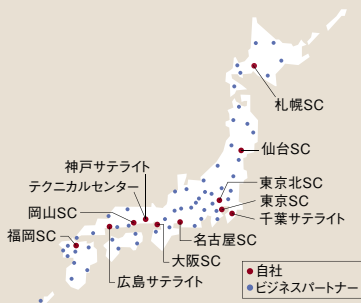 札幌SC
仙台SC
神戸サテライト
テクニカルセンター
東京北SC
岡山SC
東京SC
千葉サテライト
福岡SC
名古屋SC
大阪SC
広島サテライト
自社
ビジネスパートナー